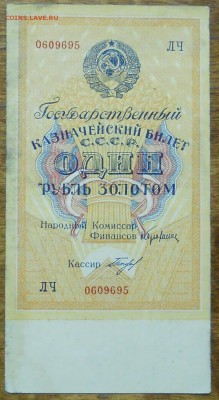 COINS.LAVE.RU
0609695 ЛЧ
Государственный
КАЗНАЧЕЙСКИЙ БИЛЕТ
С.С.С.Р.
ОДИН
РУБЛЬ ЗОЛОТОМ
Народный Комиссар
Финансов
Кассир
ЛЧ 0609695